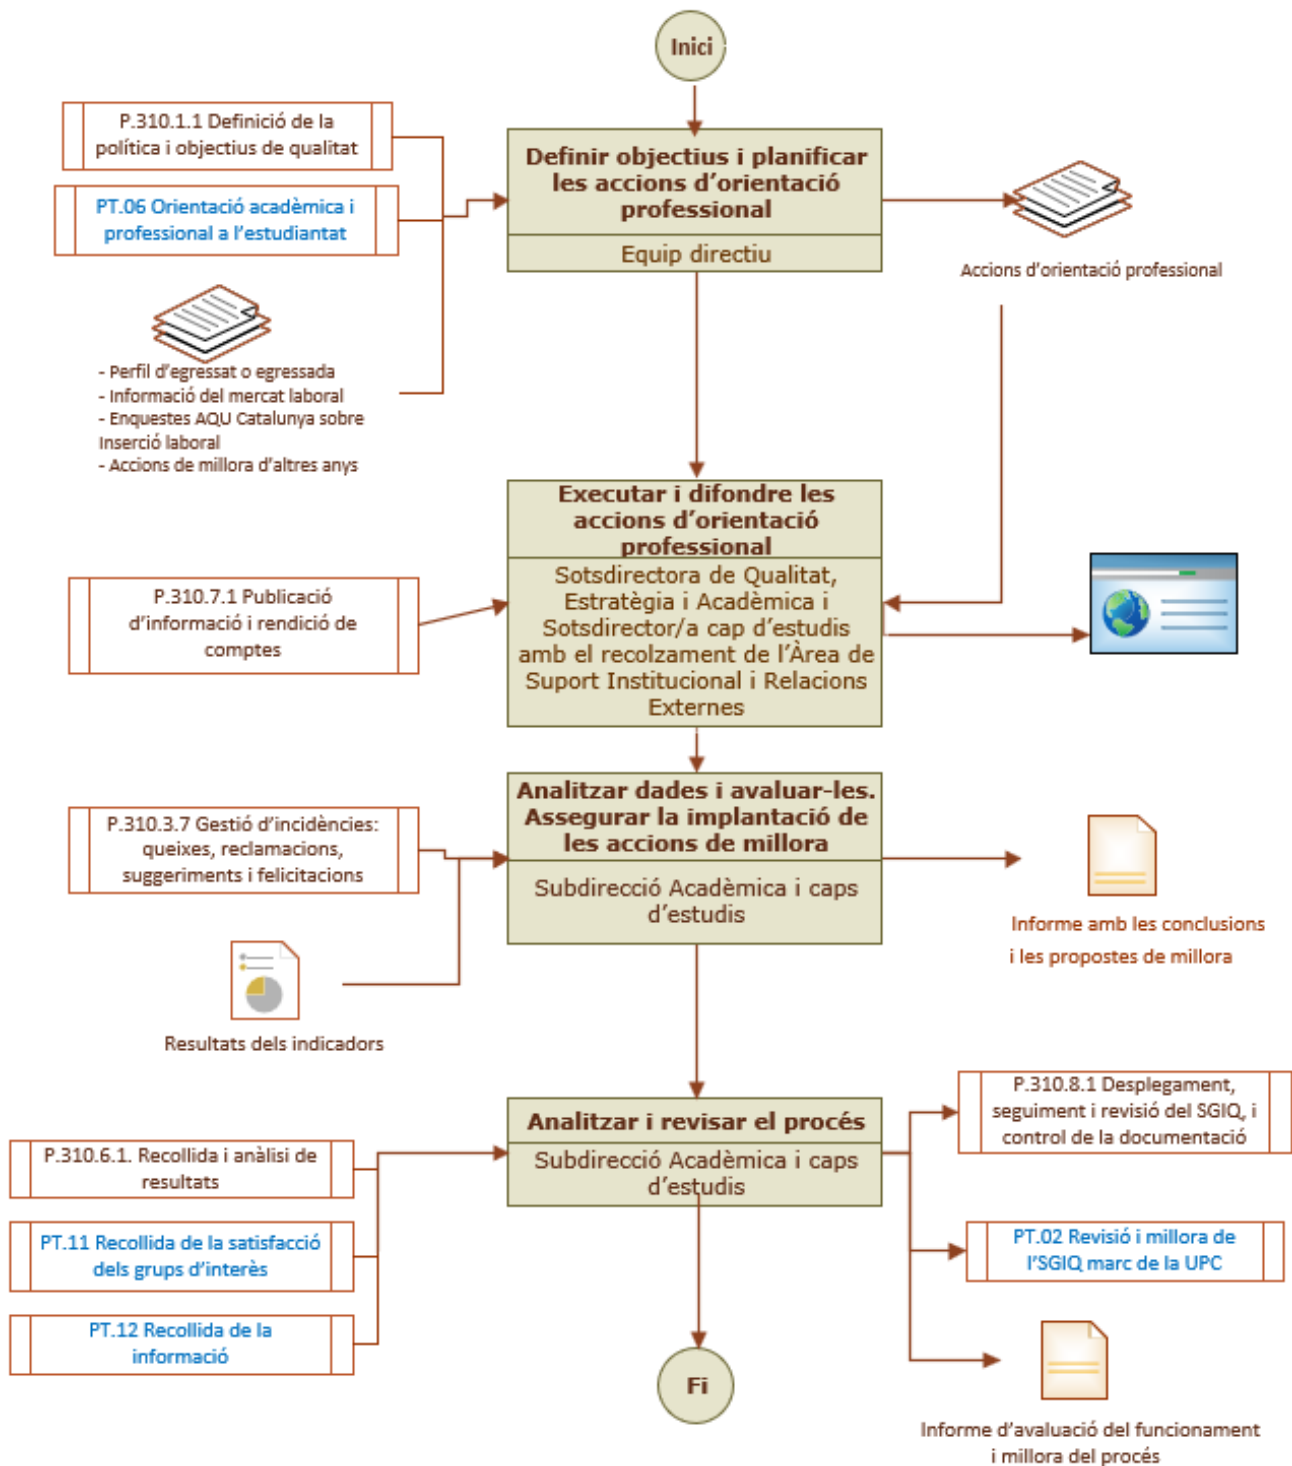 Inici
P.310.1.1 Definició de la
política i objectius de qualitat
PT.06 Orientació acadèmica i
professional a l'estudiantat
- Perfil d'egressat o egressada
- Informació del mercat laboral
- Enquestes AQU Catalunya sobre
Inserció laboral
- Accions de millora d'altres anys
Definir objectius i planificar
les accions d'orientació
professional
Equip directiu
Accions d'orientació professional
Executar i difondre les
accions d'orientació
professional
Sotsdirectora de Qualitat,
Estratègia i Acadèmica i
Sotsdirector/a cap d'estudis
amb el recolzament de l'Àrea de
Suport Institucional i Relacions
Externes
P.310.7.1 Publicació
d'informació i rendició de
comptes
Analitzar dades i avaluar-les.
Assegurar la implantació de
les accions de millora
Subdirecció Acadèmica i caps
d'estudis
P.310.3.7 Gestió d'incidències:
queixes, reclamacions,
suggeriments i felicitacions
Resultats dels indicadors
Informe amb les conclusions
i les propostes de millora
Analitzar i revisar el procés
Subdirecció Acadèmica i caps
d'estudis
P.310.6.1. Recollida i anàlisi de
resultats
PT.11 Recollida de la satisfacció
dels grups d'interès
PT.12 Recollida de la
informació
P.310.8.1 Desplegament,
seguiment i revisió del SGIQ, i
control de la documentació
PT.02 Revisió i millora de
l'SGIQ marc de la UPC
Informe d'avaluació del funcionament
i millora del procés
Fi